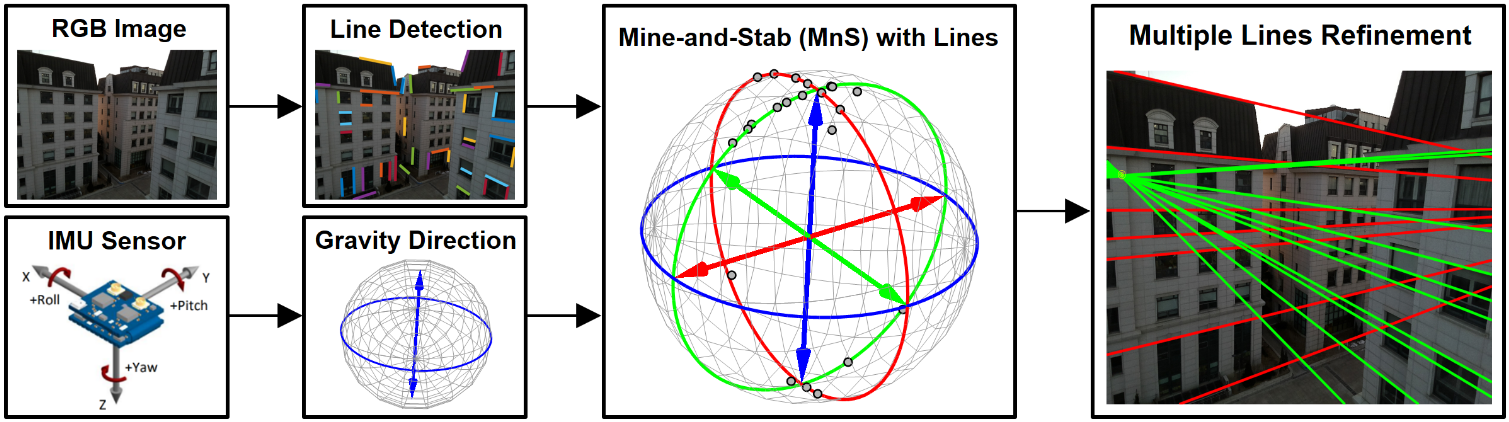 RGB Image
Line Detection
Mine-and-Stab (MnS) with Lines
Multiple Lines Refinement
IMU Sensor
X
Y
+Roll
+Pitch
+Yaw
Z
Gravity Direction